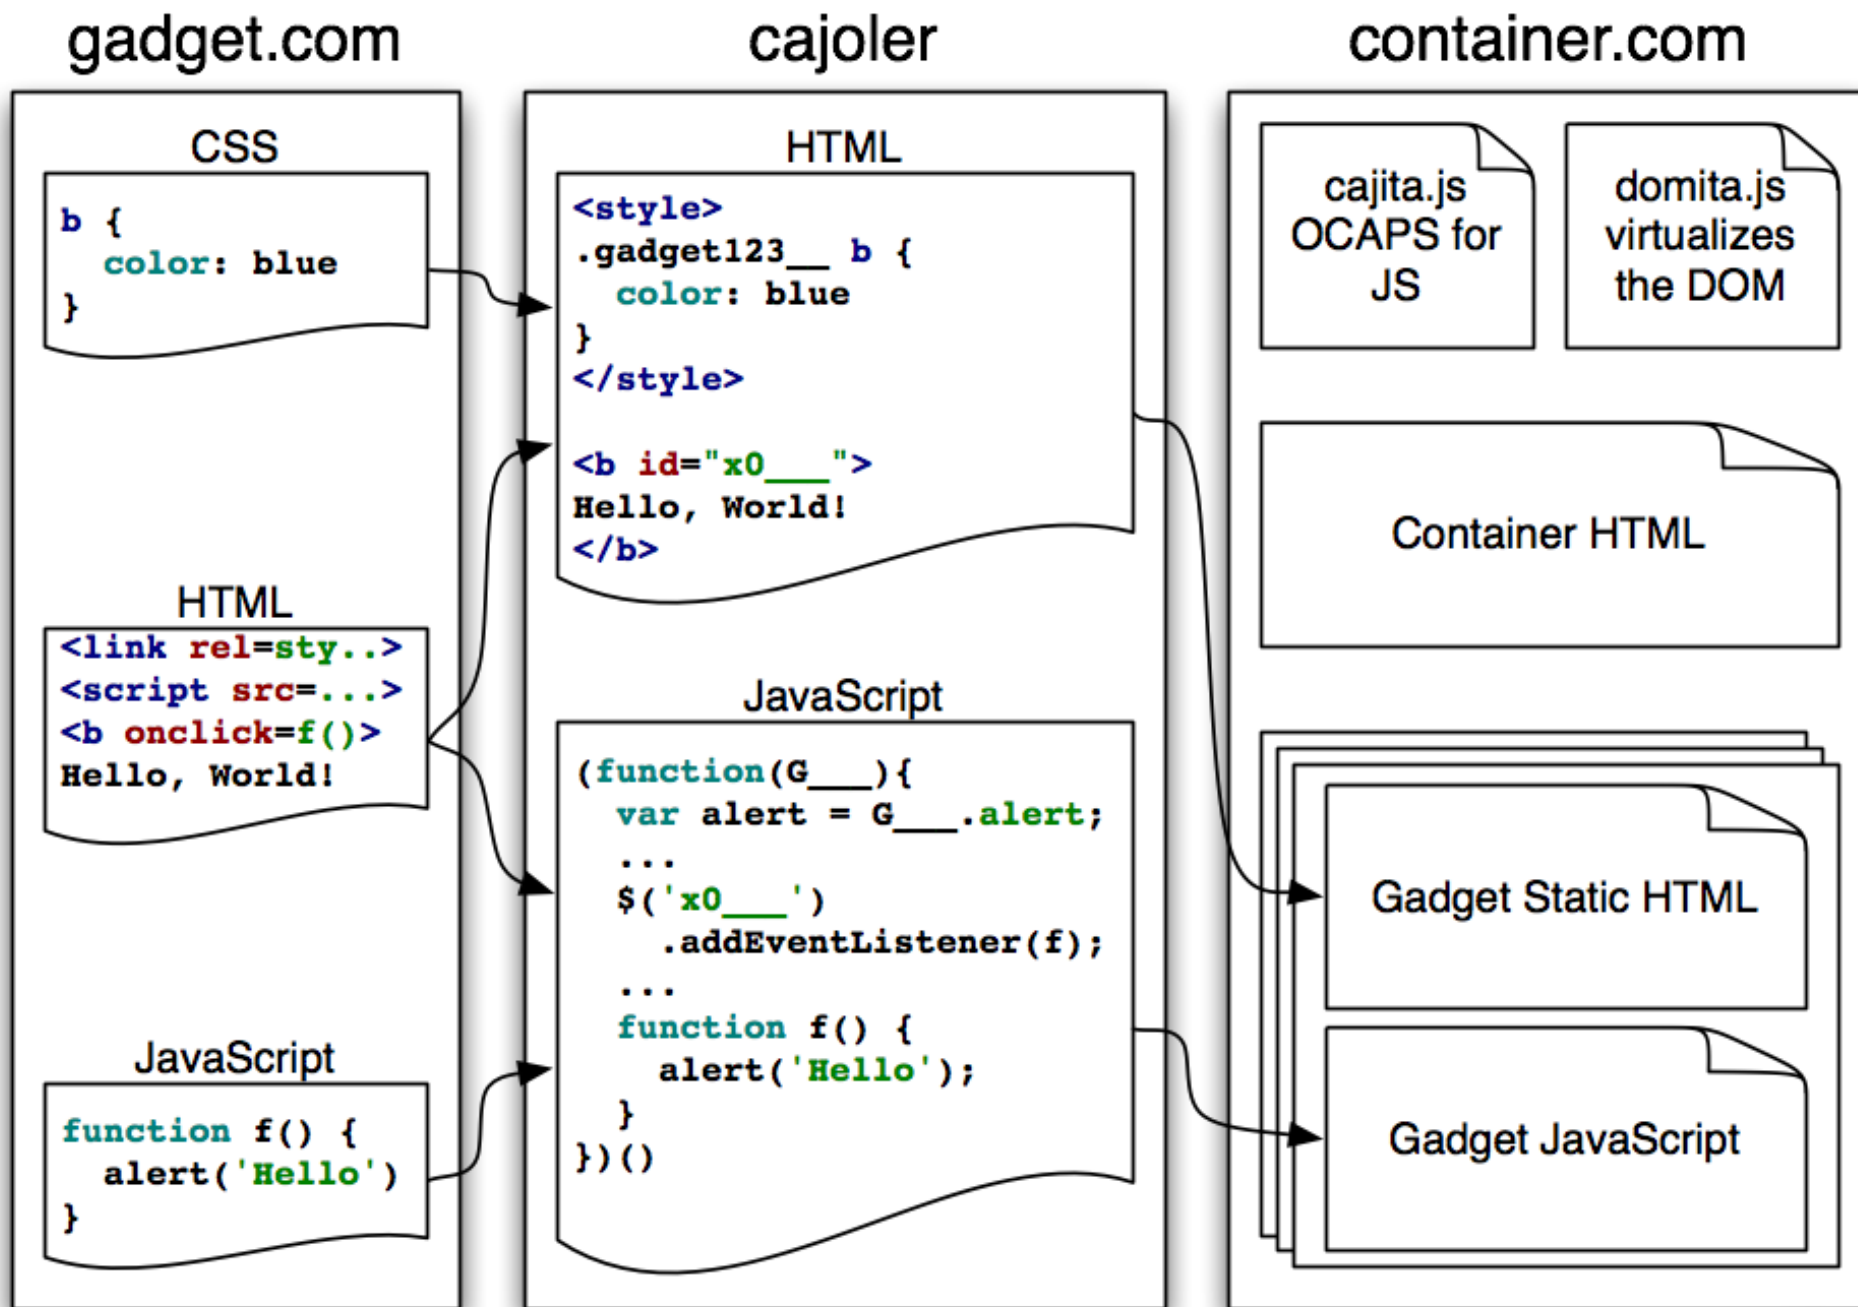 gadget.com
CSS
b {
  color: blue
}
HTML
<link rel=sty..>
<script src=...>
<b onclick=f()>
Hello, World!
JavaScript
function f() {
  alert('Hello')
}
cajoler
HTML
<style>
.gadget123__ b {
  color: blue
}
</style>
<b id="x0___">
Hello, World!
</b>
JavaScript
(function(G___){
  var alert = G___.alert;
  ...
  $('x0___')
    .addEventListener(f);
  ...
  function f() {
    alert('Hello');
  }
})()
container.com
cajita.js
OCAPS for
JS
domita.js
virtualizes
the DOM
Container HTML
Gadget Static HTML
Gadget JavaScript